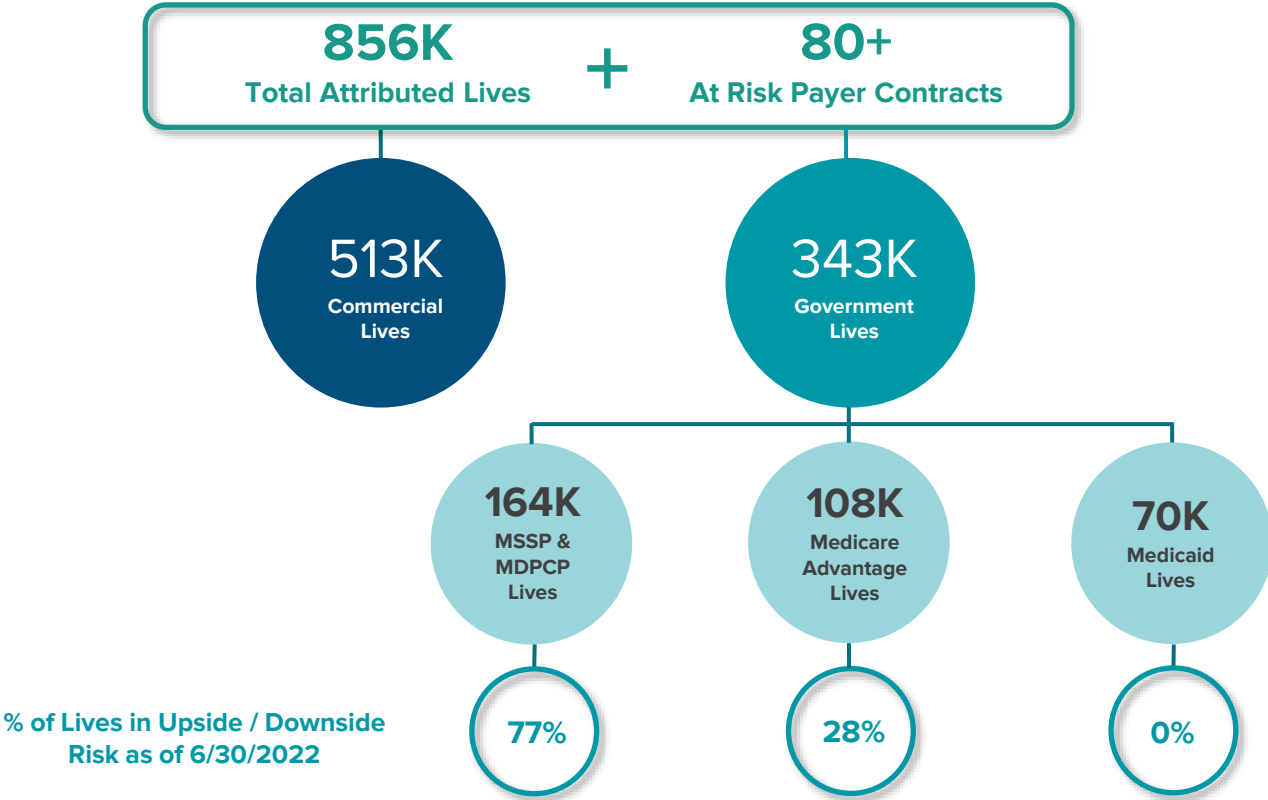 856K
Total Attributed Lives
+
80+
At Risk Payer Contracts
513K
Commercial
Lives
343K
Government
Lives
164K
MSSP &
MDPCP
Lives
108K
Medicare
Advantage
Lives
70K
Medicaid
Lives
% of Lives in Upside / Downside
Risk as of 6/30/2022
77%
28%
0%